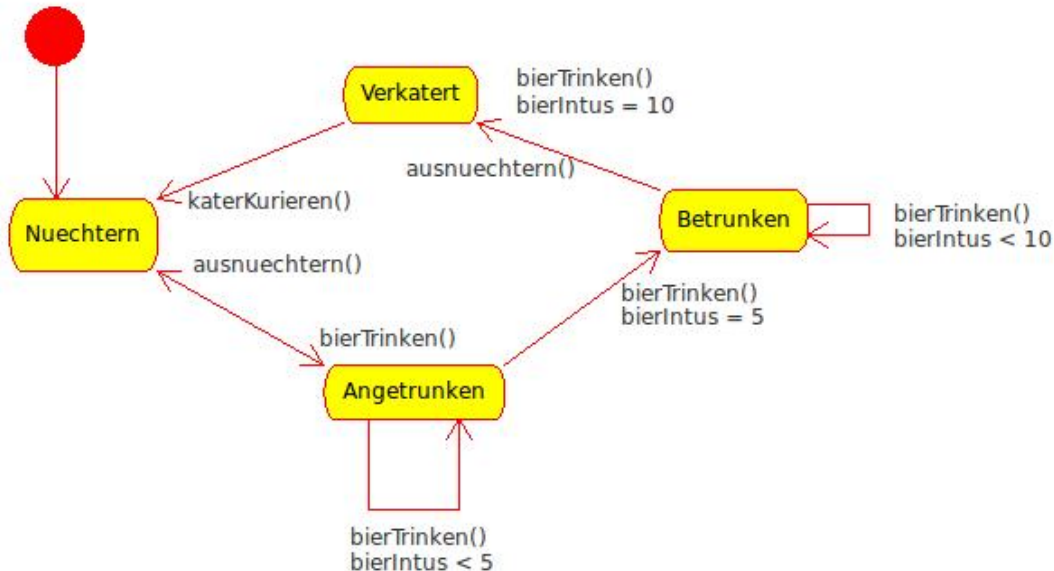 Verkatert
bierTrinken()
bierIntus = 10
ausnuechtern()
katerKurieren()
Nuechtern
Betrunken
bierTrinken()
bierIntus < 10
ausnuechtern()
bierTrinken()
bierIntus = 5
bierTrinken()
Angetrunken
bierTrinken()
bierIntus < 5